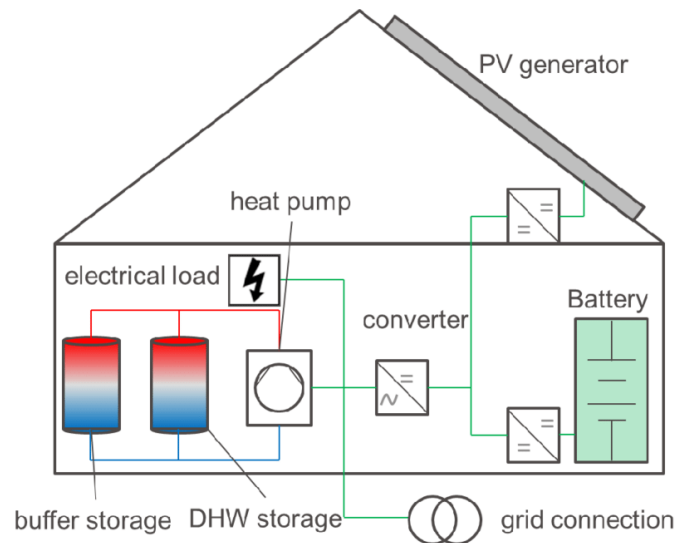 PV generator
heat pump
electrical load
converter
Battery
buffer storage
DHW storage
grid connection